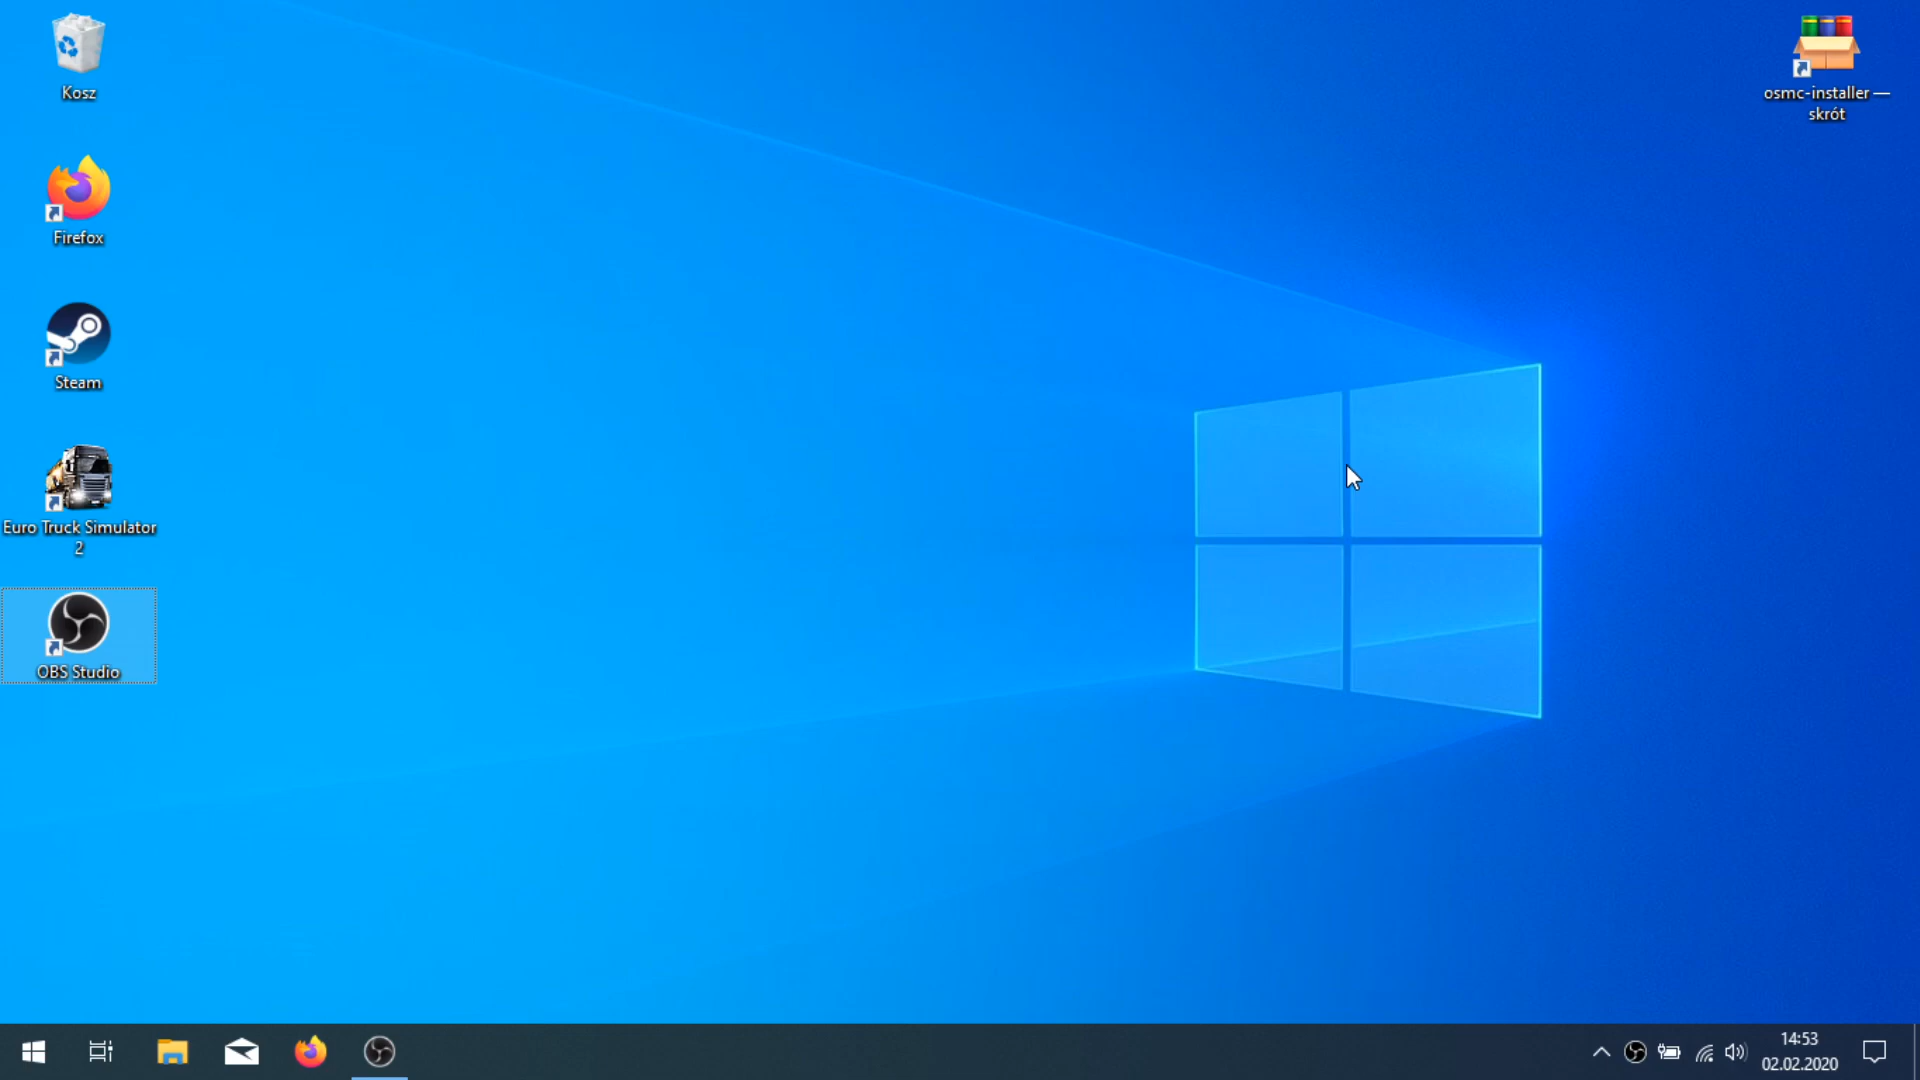 Kosz
osmc-installer —
skrót
Firefox
Steam
Euro Truck Simulator
2
OBS Studio
14:53
02.02.2020